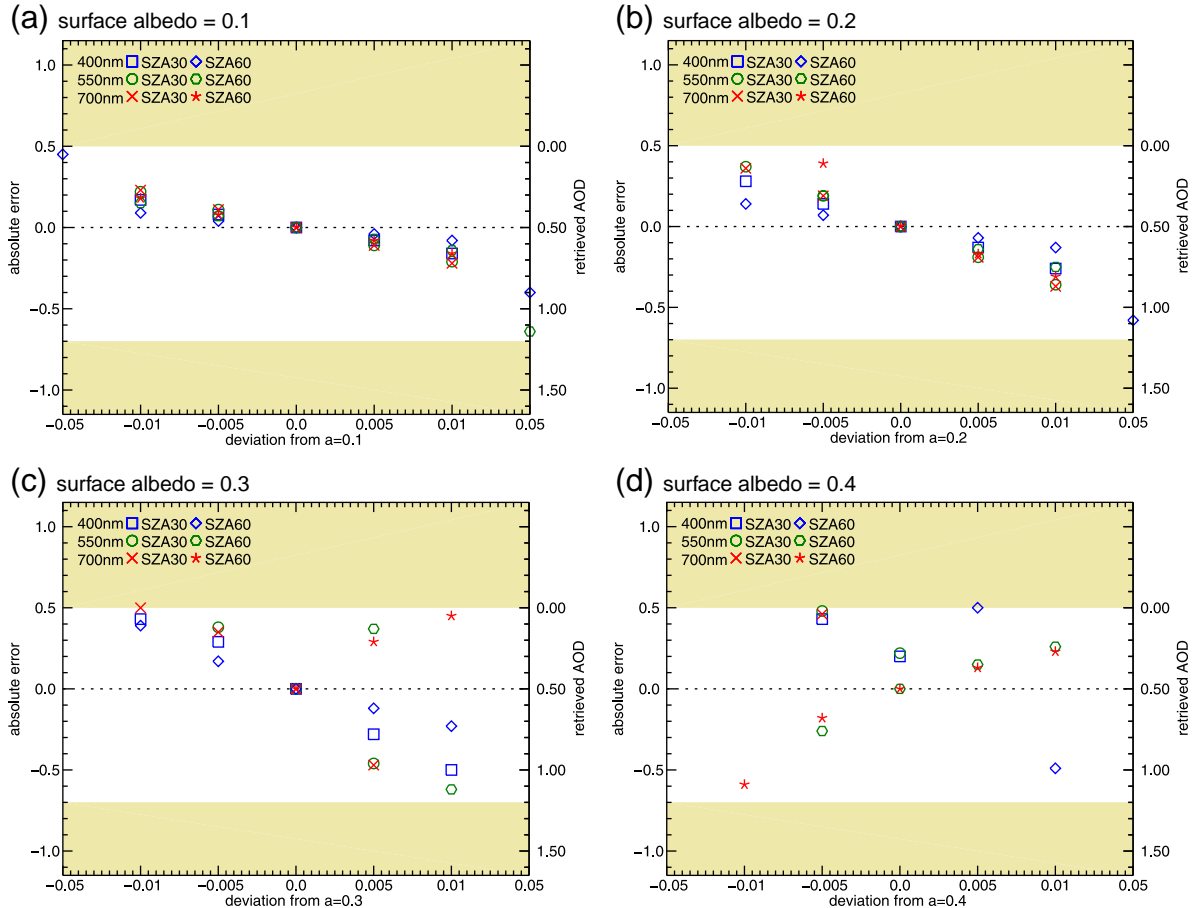 (a) surface albedo = 0.1
400nm SZA30 SZA60
550nm SZA30 SZA60
700nm SZA30 SZA60
1.0
0.5
0.0
−0.5
−1.0
absolute error
0.00
0.50
1.00
1.50
retrieved AOD
-0.05 −0.01 −0.005 0.0 0.005 0.01 0.05
deviation from a=0.1
(b) surface albedo = 0.2
400nm SZA30 SZA60
550nm SZA30 SZA60
700nm SZA30 SZA60
1.0
0.5
0.0
−0.5
−1.0
absolute error
0.00
0.50
1.00
1.50
retrieved AOD
-0.05 −0.01 −0.005 0.0 0.005 0.01 0.05
deviation from a=0.2
(c) surface albedo = 0.3
400nm SZA30 SZA60
550nm SZA30 SZA60
700nm SZA30 SZA60
1.0
0.5
0.0
−0.5
−1.0
absolute error
0.00
0.50
1.00
1.50
retrieved AOD
-0.05 −0.01 −0.005 0.0 0.005 0.01 0.05
deviation from a=0.3
(d) surface albedo = 0.4
400nm SZA30 SZA60
550nm SZA30 SZA60
700nm SZA30 SZA60
1.0
0.5
0.0
−0.5
−1.0
absolute error
0.00
0.50
1.00
1.50
retrieved AOD
-0.05 −0.01 −0.005 0.0 0.005 0.01 0.05
deviation from a=0.4